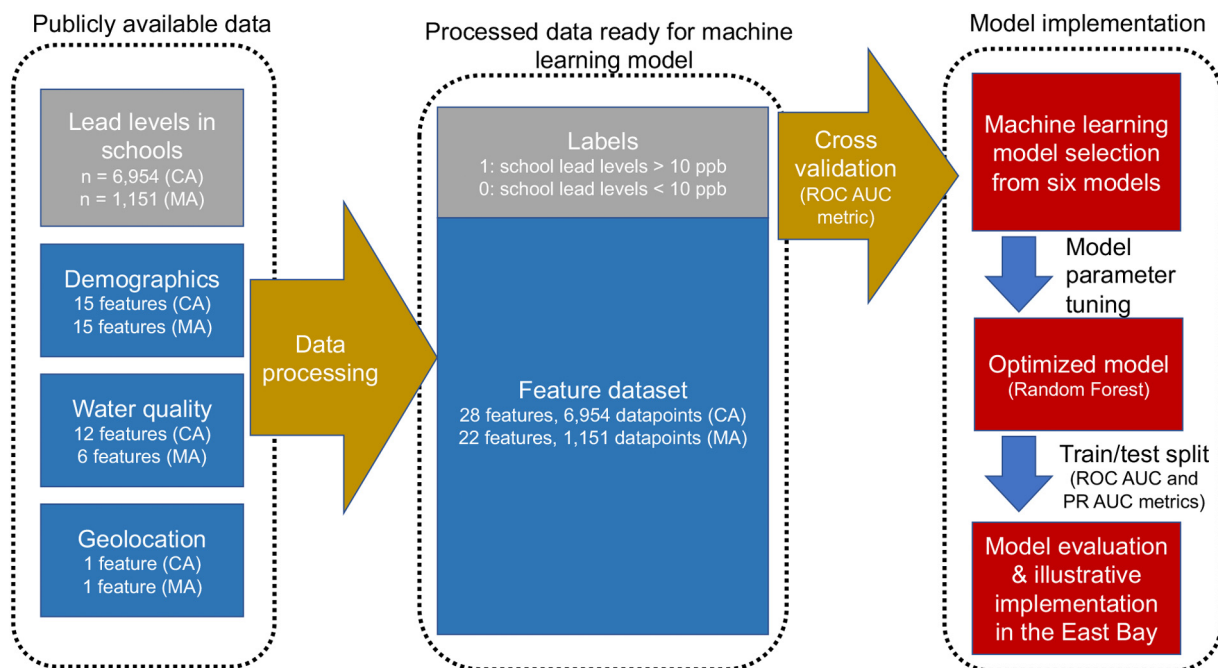 Publicly available data
Lead levels in
schools
n = 6,954 (CA)
n = 1,151 (MA)
Demographics
15 features (CA)
15 features (MA)
Water quality
12 features (CA)
6 features (MA)
Geolocation
1 feature (CA)
1 feature (MA)
Data
processing
Processed data ready for machine
learning model
Labels
1: school lead levels > 10 ppb
0: school lead levels < 10 ppb
Feature dataset
28 features, 6,954 datapoints (CA)
22 features, 1,151 datapoints (MA)
Cross
validation
(ROC AUC
metric)
Model implementation
Machine learning
model selection
from six models
Model
parameter
tuning
Optimized model
(Random Forest)
Train/test split
(ROC AUC and
PR AUC metrics)
Model evaluation
& illustrative
implementation
in the East Bay